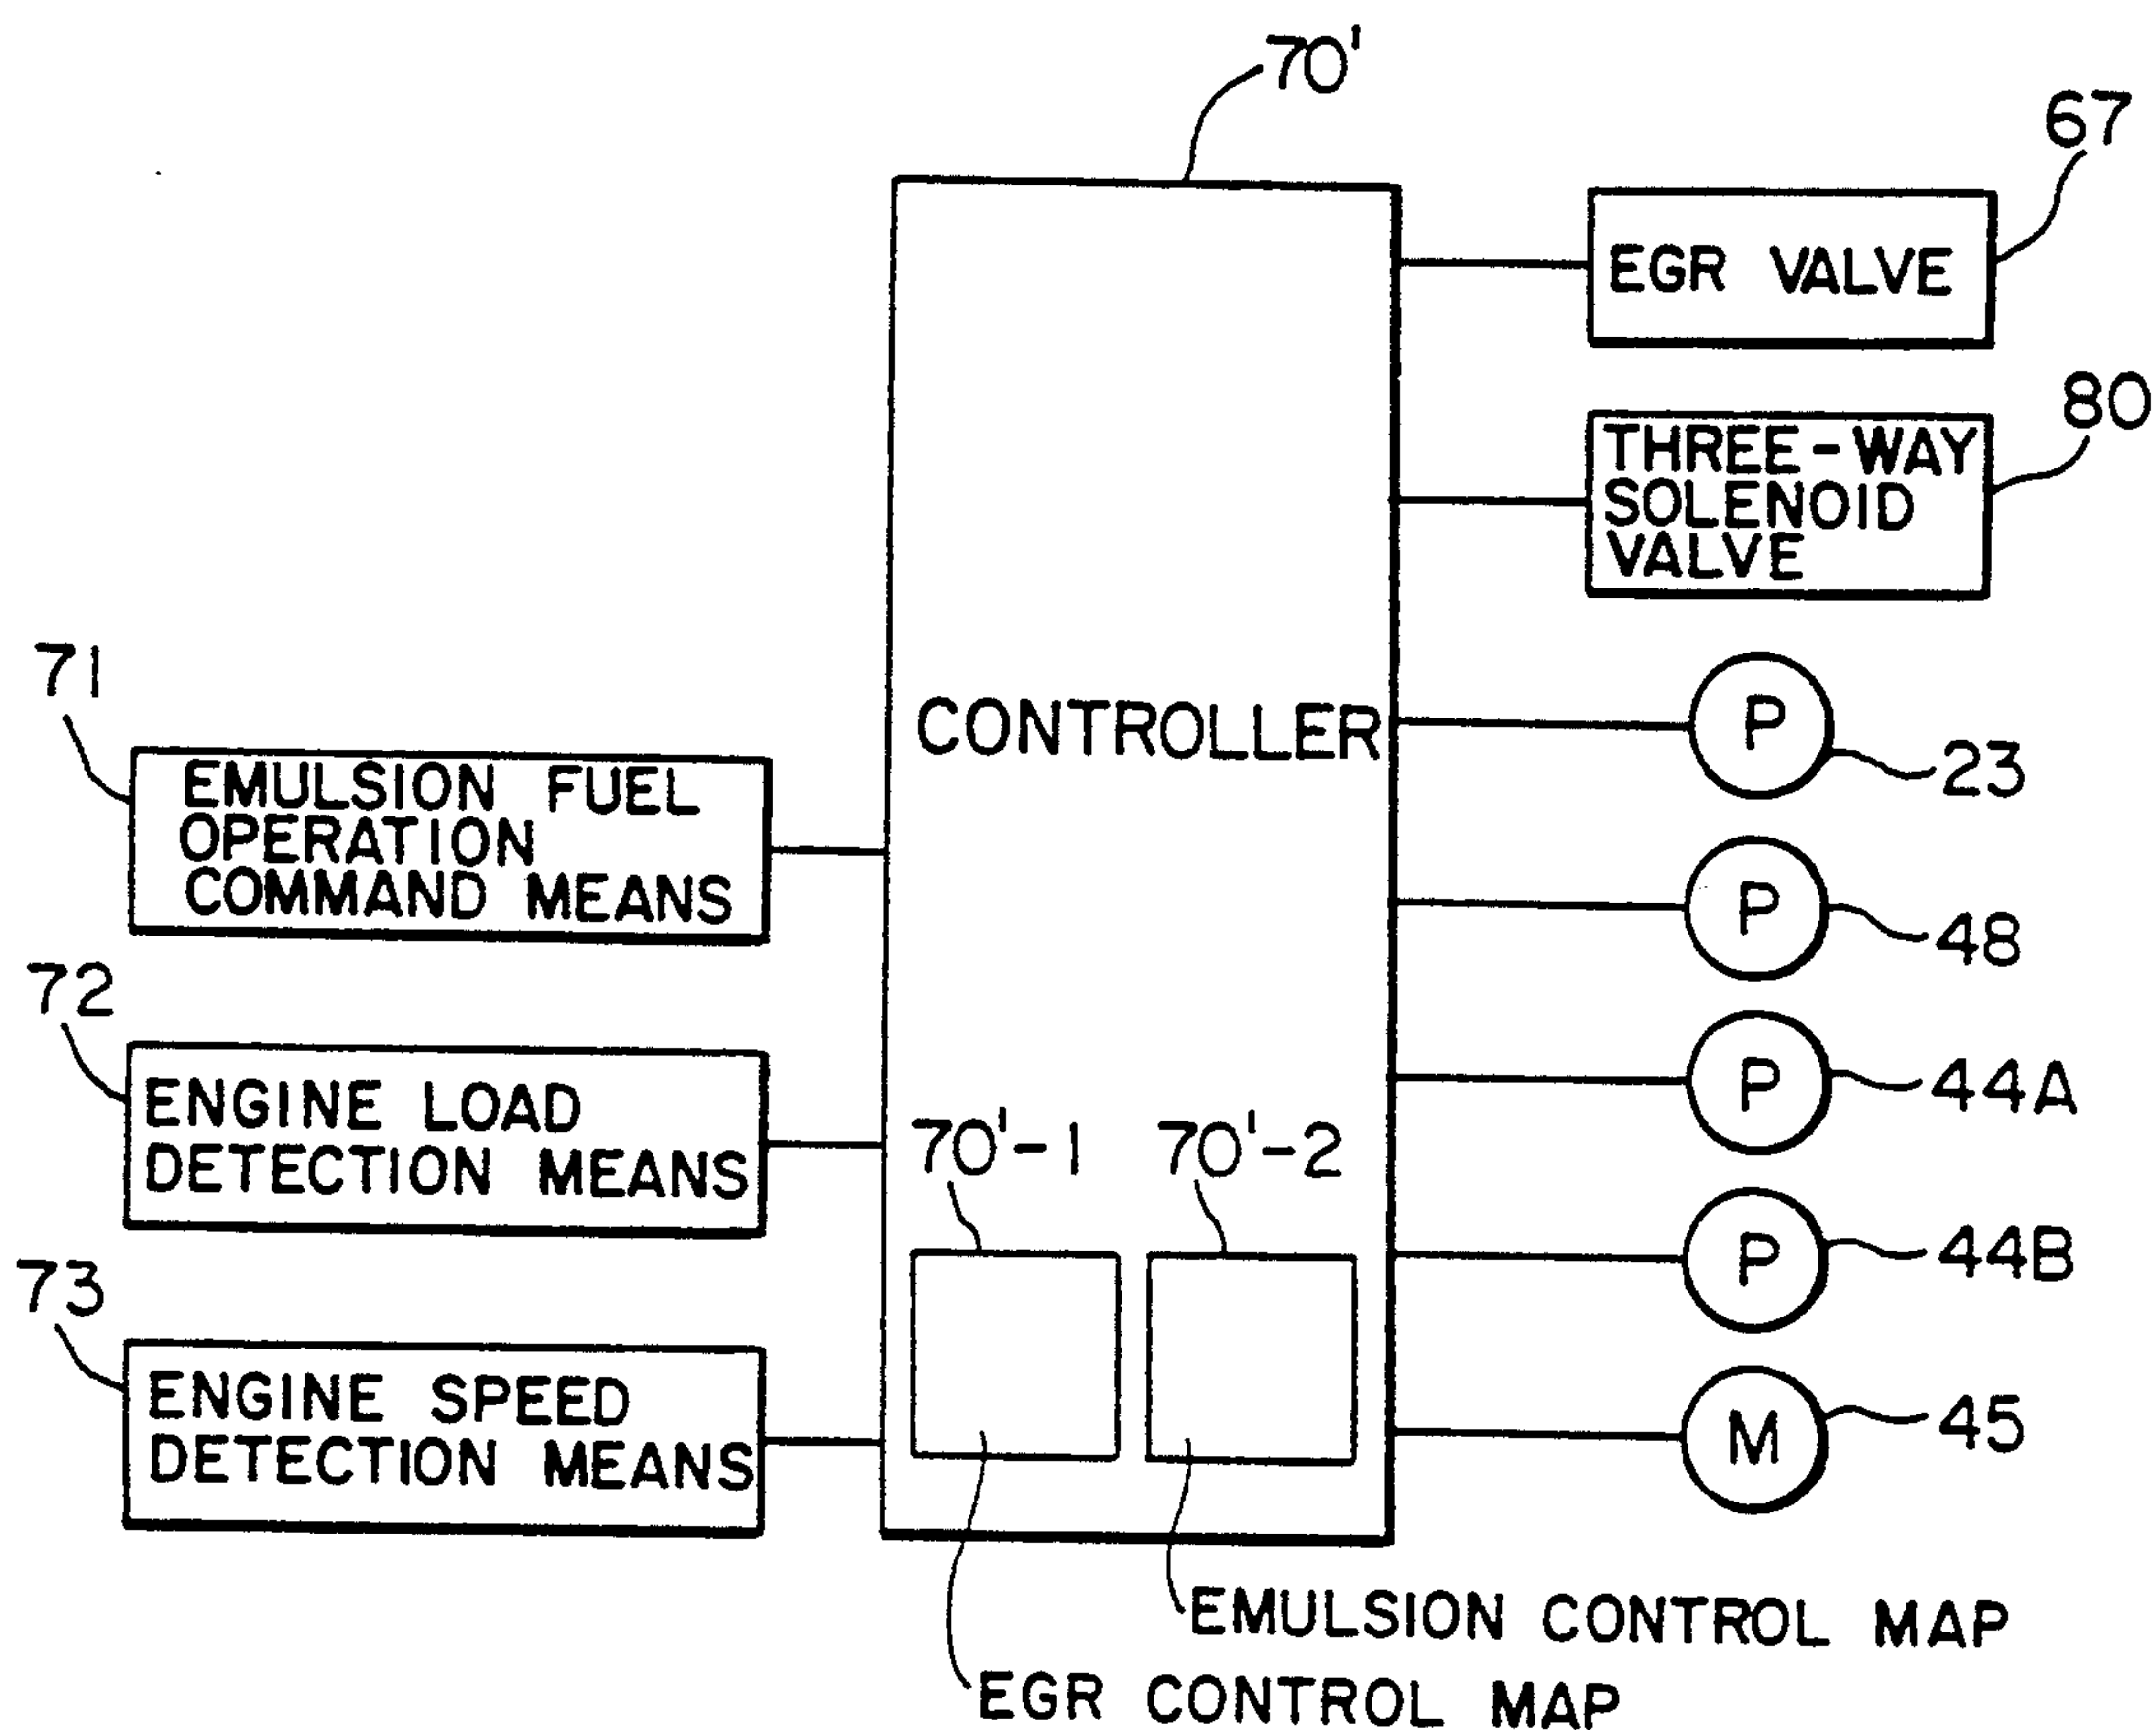 70'
67
EGR VALVE
80
THREE-WAY
SOLENOID
VALVE
71
EMULSION FUEL
OPERATION
COMMAND MEANS
CONTROLLER
P
23
P
48
72
ENGINE LOAD
DETECTION MEANS
P
44A
70'-1
70'-2
P
44B
73
ENGINE SPEED
DETECTION MEANS
M
45
EMULSION CONTROL MAP
EGR CONTROL MAP